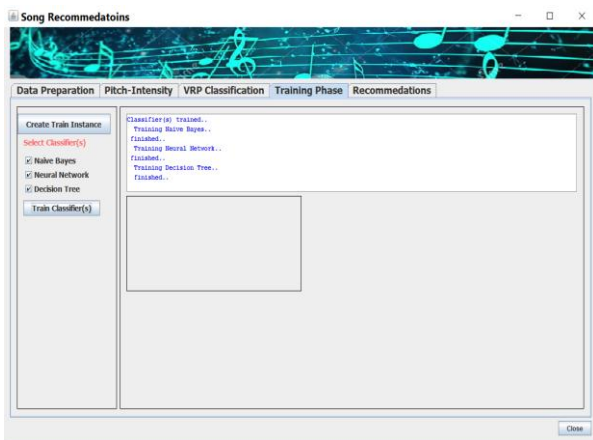 Song Recommedatoins
Data Preparation Pitch-Intensity VRP Classification Training Phase Recommedations
Create Train Instance
Select Classifier(s)
Naive Bayes
Neural Network
Decision Tree
Train Classifier(s)
Classifier(s) trained..
Training Naive Bayes..
finished..
Training Neural Network..
finished..
Training Decision Tree..
finished..
Close